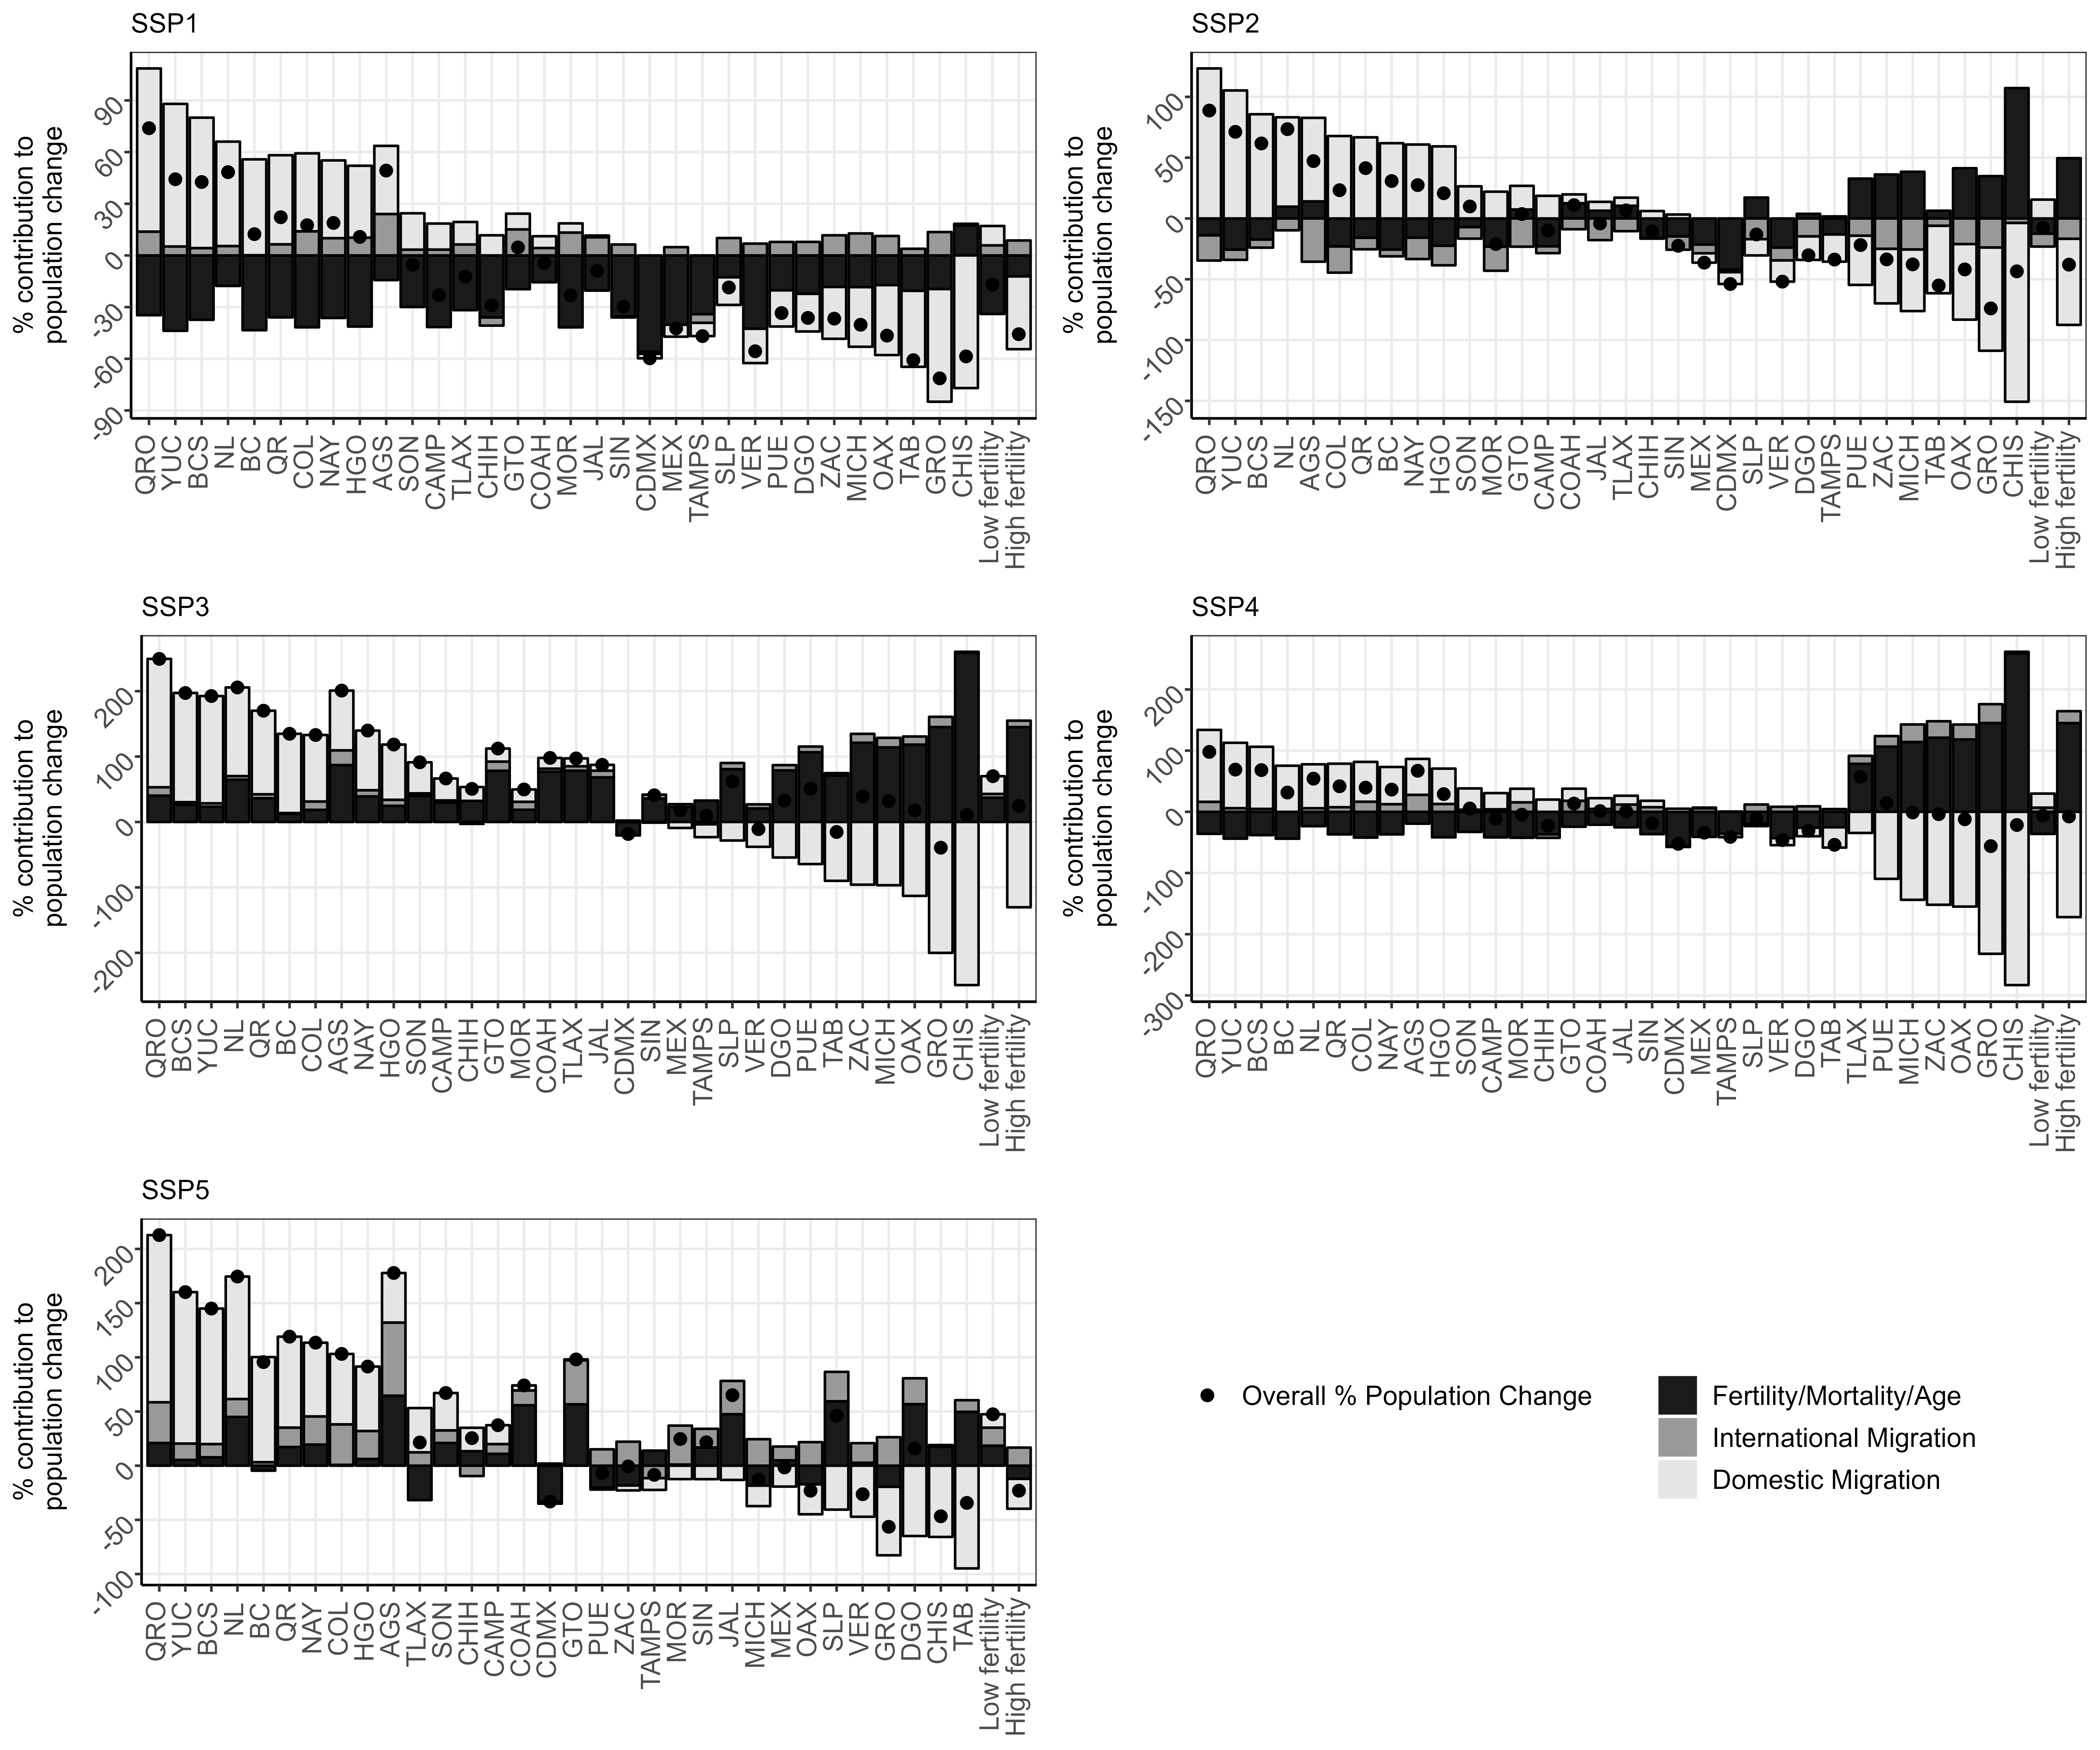 SSP1
% contribution to
population change
90
60
30
0
-30
-60
-90
QRO YUC BCS NL BC QR COL NAY HGO AGS SON CAMP TLAX CHIH GTO COAH MOR JAL SIN CDMX MEX TAMPS SLP VER PUE DGO ZAC MICH OAX TAB GRO CHIS Low fertility High fertility
SSP2
% contribution to
population change
100
50
0
-50
-100
-150
QRO YUC BCS NL AGS COL QR BC NAY HGO SON MOR GTO CAMP COAH JAL TLAX CHIH SIN MEX CDMX SLP VER DGO TAMPS PUE ZAC MICH TAB OAX GRO CHIS Low fertility High fertility
SSP3
% contribution to
population change
200
100
0
-100
-200
QRO BCS YUC NL QR BC COL AGS NAY HGO SON CAMP CHIH GTO MOR COAH TLAX JAL CDMX SIN MEX TAMPS SLP VER DGO PUE TAB ZAC MICH OAX GRO CHIS Low fertility High fertility
SSP4
% contribution to
population change
200
100
0
-100
-200
-300
QRO YUC BCS BC NL QR COL NAY AGS HGO SON CAMP MOR CHIH GTO COAH JAL SIN CDMX MEX TAMPS SLP VER DGO TAB TLAX PUE MICH ZAC OAX GRO CHIS Low fertility High fertility
SSP5
% contribution to
population change
200
150
100
50
0
-50
-100
QRO YUC BCS NL BC QR NAY COL HGO AGS TLAX SON CHIH CAMP COAH CDMX GTO PUE ZAC TAMPS MOR SIN JAL MICH MEX OAX SLP VER GRO DGO CHIS TAB Low fertility High fertility
Overall % Population Change
Fertility/Mortality/Age
International Migration
Domestic Migration